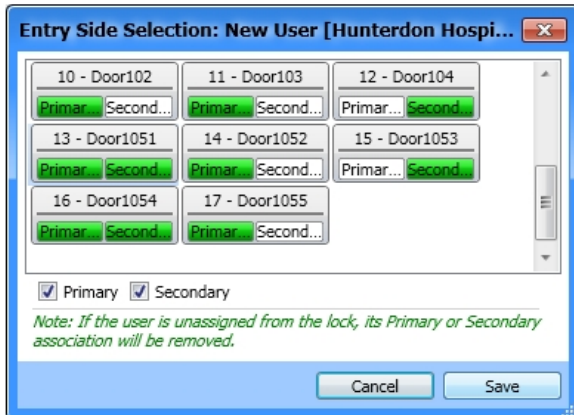 Entry Side Selection: New User [Hunterdon Hospi...
10 - Door102 11 - Door103 12 - Door104
Primar... Second... Primar... Second... Primar... Second...
13 - Door1051 14 - Door1052 15 - Door1053
Primar... Second... Primar... Second... Primar... Second...
16 - Door1054 17 - Door1055
Primar... Second... Primar... Second...
Primary Secondary
Note: If the user is unassigned from the lock, its Primary or Secondary
association will be removed.
Cancel Save